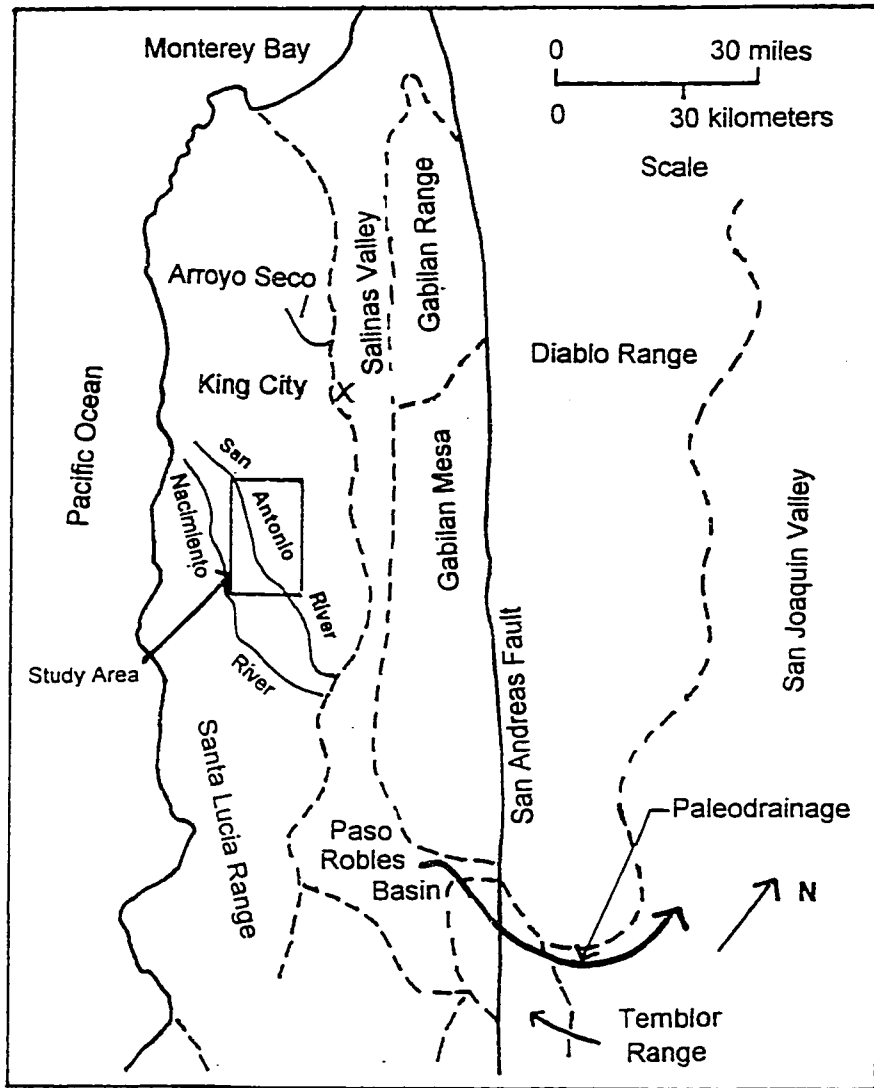 Monterey Bay
0 30 miles
0 30 kilometers
Scale
Arroyo Seco
Salinas Valley
Gabilan Range
Diablo Range
King City
Pacific Ocean
San
Antonio
River
Nacimiento
River
Gabilan Mesa
San Joaquin Valley
Study Area
Santa Lucia Range
San Andreas Fault
Paleodrainage
Paso
Robles
Basin
N
Temblor
Range